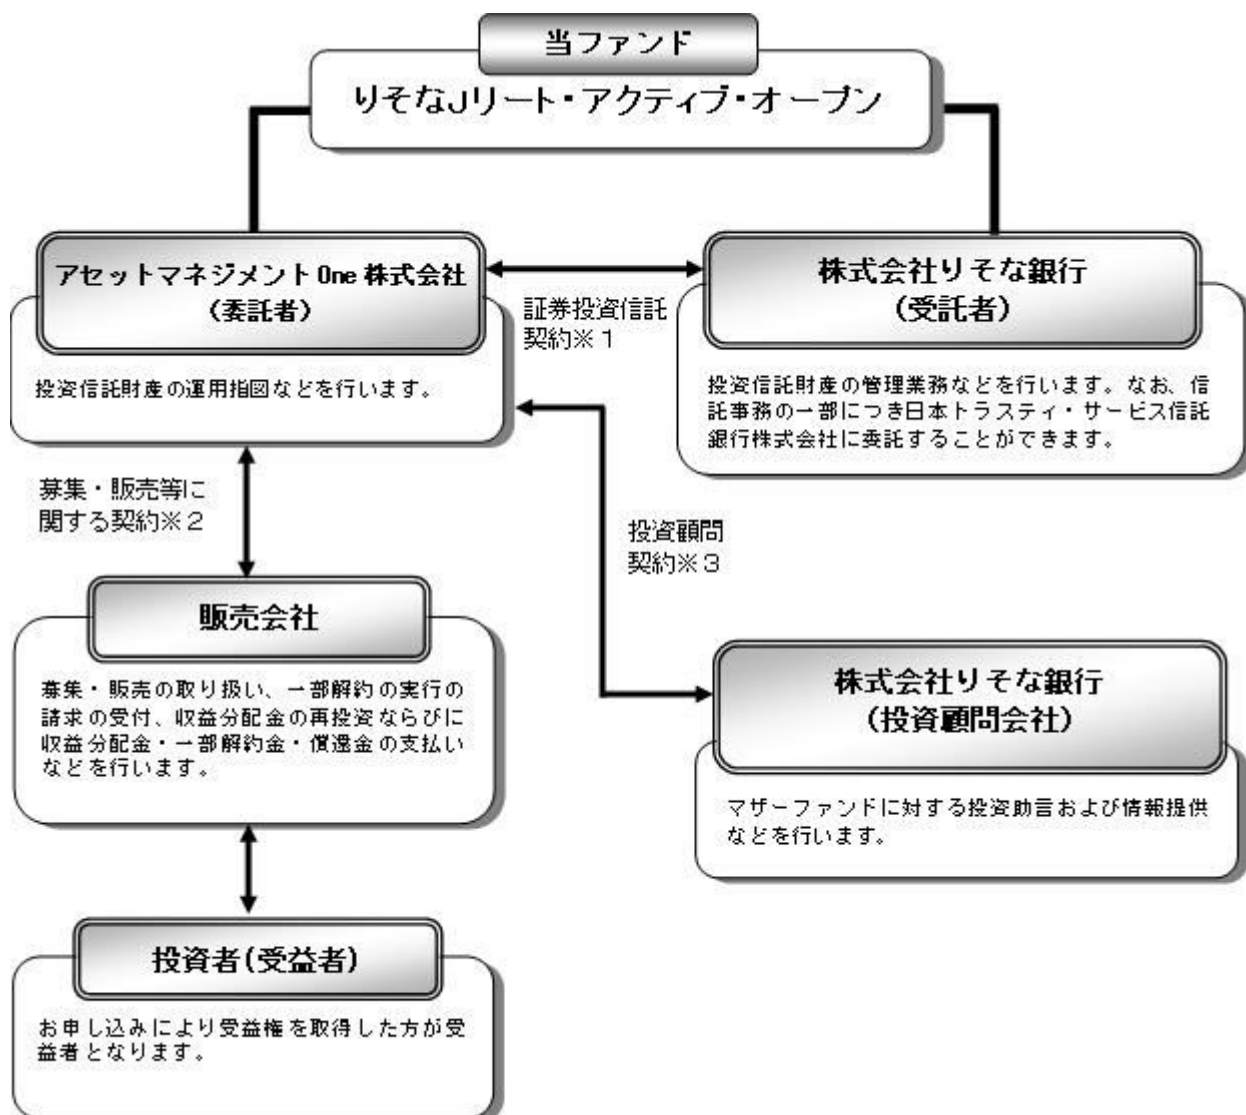 当ファンド
りそなJリート・アクティブ・オープン
アセットマネジメントOne 株式会社
(委託者)
投資信託財産の運用指図などを行います。
証券投資信託
契約※１
株式会社りそな銀行
(受託者)
投資信託財産の管理業務などを行います。なお、信
託事務の一部につき日本トラスティ・サービス信託
銀行株式会社に委託することができます。
募集・販売等に
関する契約※２
投資顧問
契約※３
販売会社
募集・販売の取り扱い、一部解約の実行の
請求の受付、収益分配金の再投資ならびに
収益分配金・一部解約金・償還金の支払い
などを行います。
株式会社りそな銀行
(投資顧問会社)
マザーファンドに対する投資助言および情報提供
などを行います。
投資者(受益者)
お申し込みにより受益権を取得した方が受
益者となります。